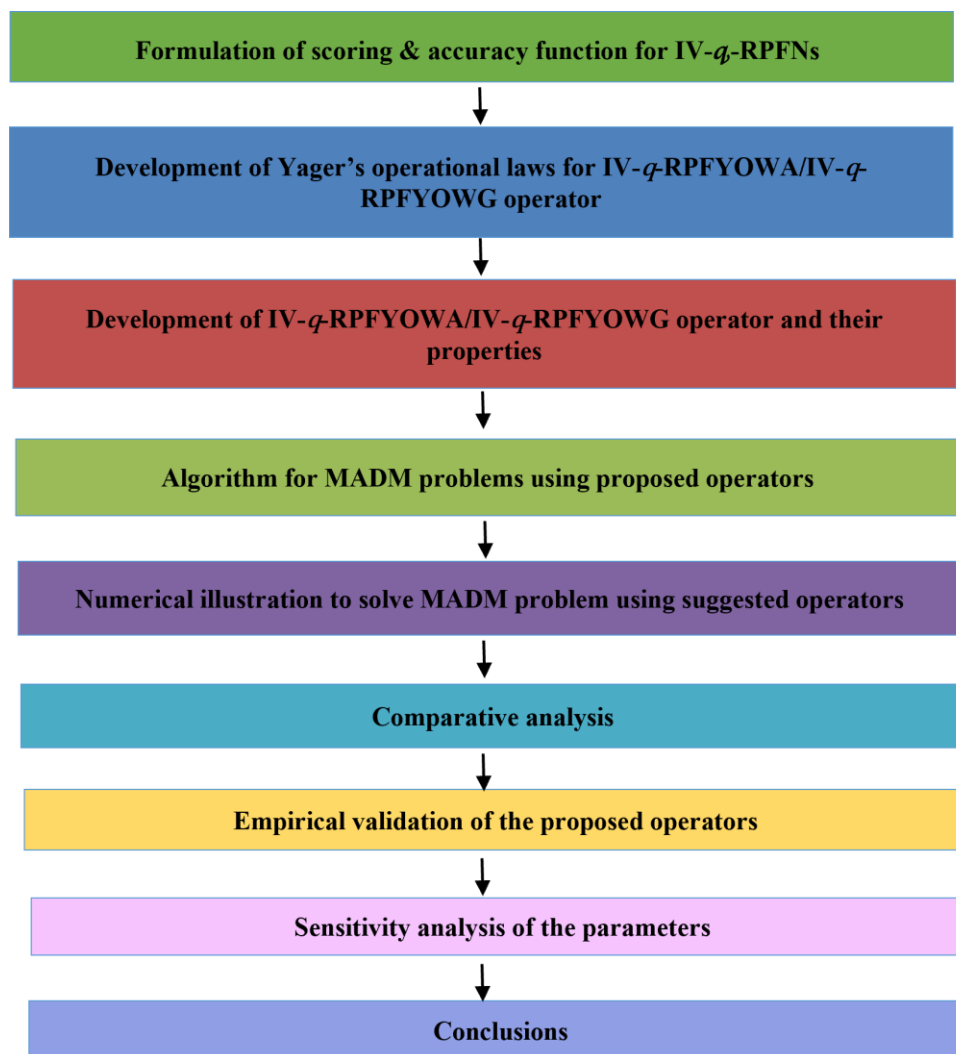 Formulation of scoring & accuracy function for IV-q-RPFNs
Development of Yager's operational laws for IV-q-RPFYOWA/IV-q-
RPFYOWG operator
Development of IV-q-RPFYOWA/IV-q-RPFYOWG operator and their
properties
Algorithm for MADM problems using proposed operators
Numerical illustration to solve MADM problem using suggested operators
Comparative analysis
Empirical validation of the proposed operators
Sensitivity analysis of the parameters
Conclusions